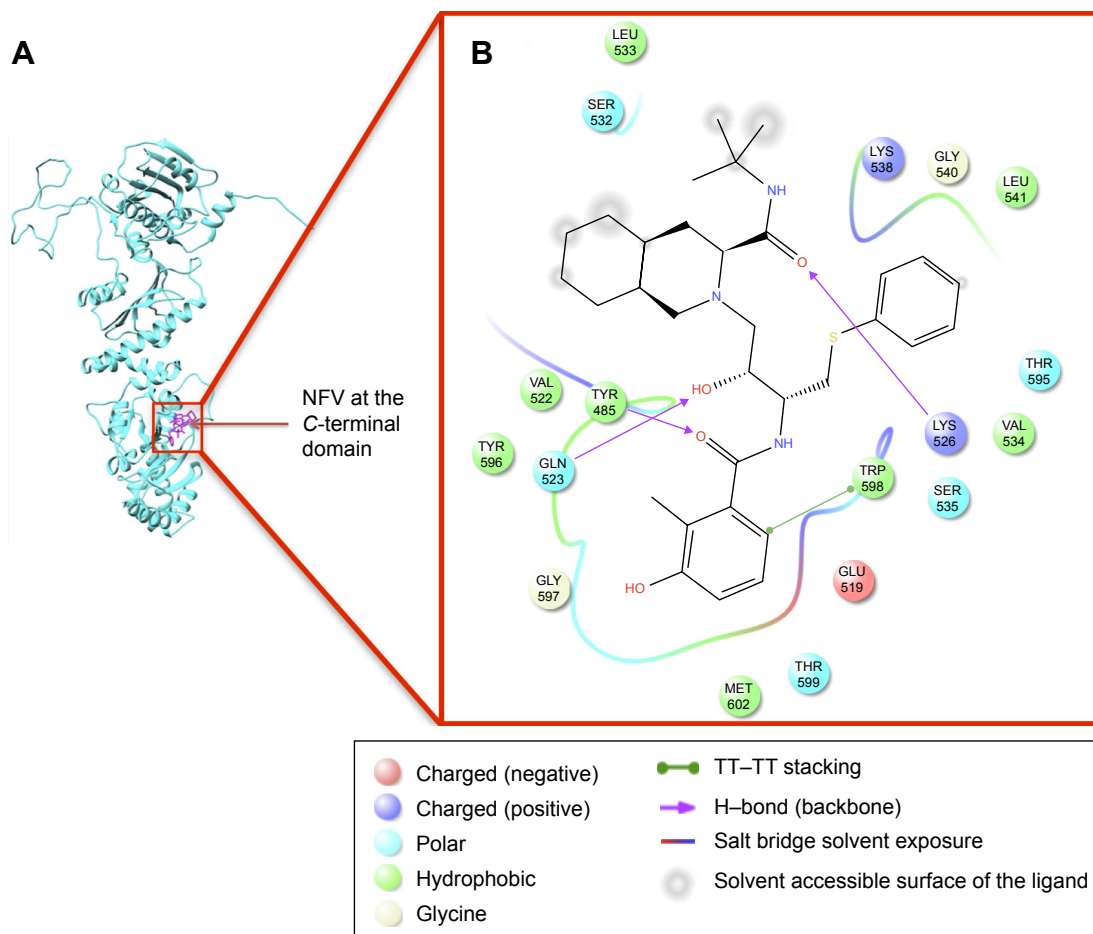 A
NFV at the
C-terminal
domain
B
LEU
533
SER
532
LYS
538
GLY
540
LEU
541
NH
O
N
S
THR
595
VAL
522
TYR
485
HO
LYS
526
VAL
534
TYR
596
GLN
523
O
NH
TRP
598
SER
535
GLY
597
HO
GLU
519
THR
599
MET
602
Charged (negative)
Charged (positive)
Polar
Hydrophobic
Glycine
TT–TT stacking
H–bond (backbone)
Salt bridge solvent exposure
Solvent accessible surface of the ligand